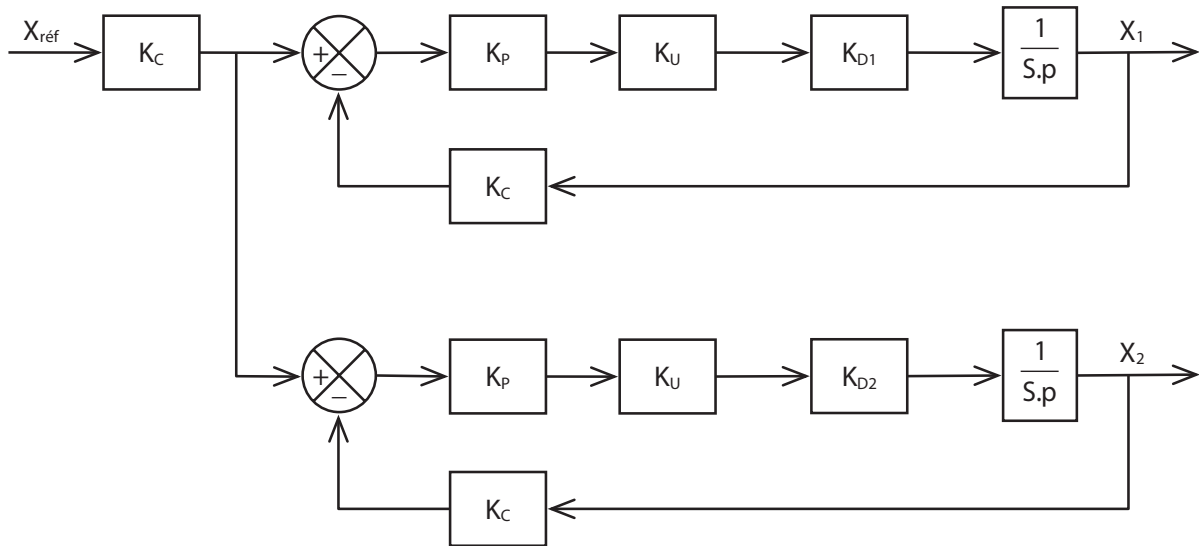 Xréf
KC
+
−
KP
KU
KD1
1
S.p
X1
KC
+
−
KP
KU
KD2
1
S.p
X2
KC